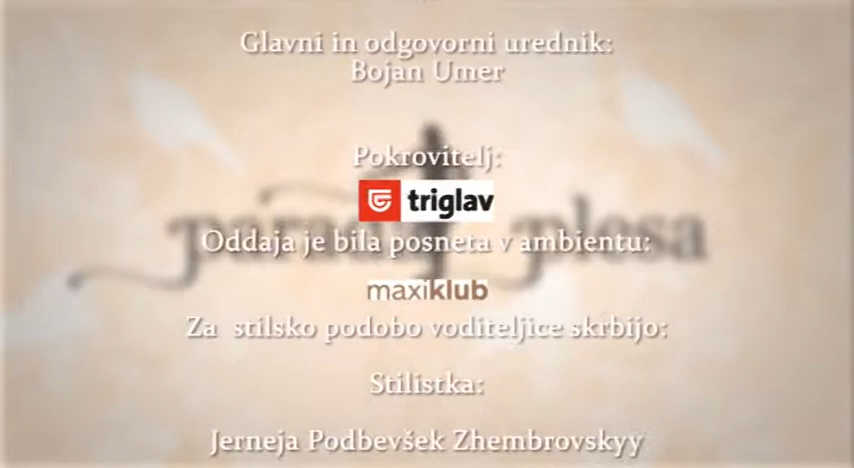 Glavni in odgovorni urednik:
Bojan Umer
Pokrovitelj:
triglav
Oddaja je bila posneta v ambientu:
maxiklub
Za stilsko podobo voditeljice skrbijo:
Stilistka:
Jerneja Podbevšek Zhembrovskyy
plesa